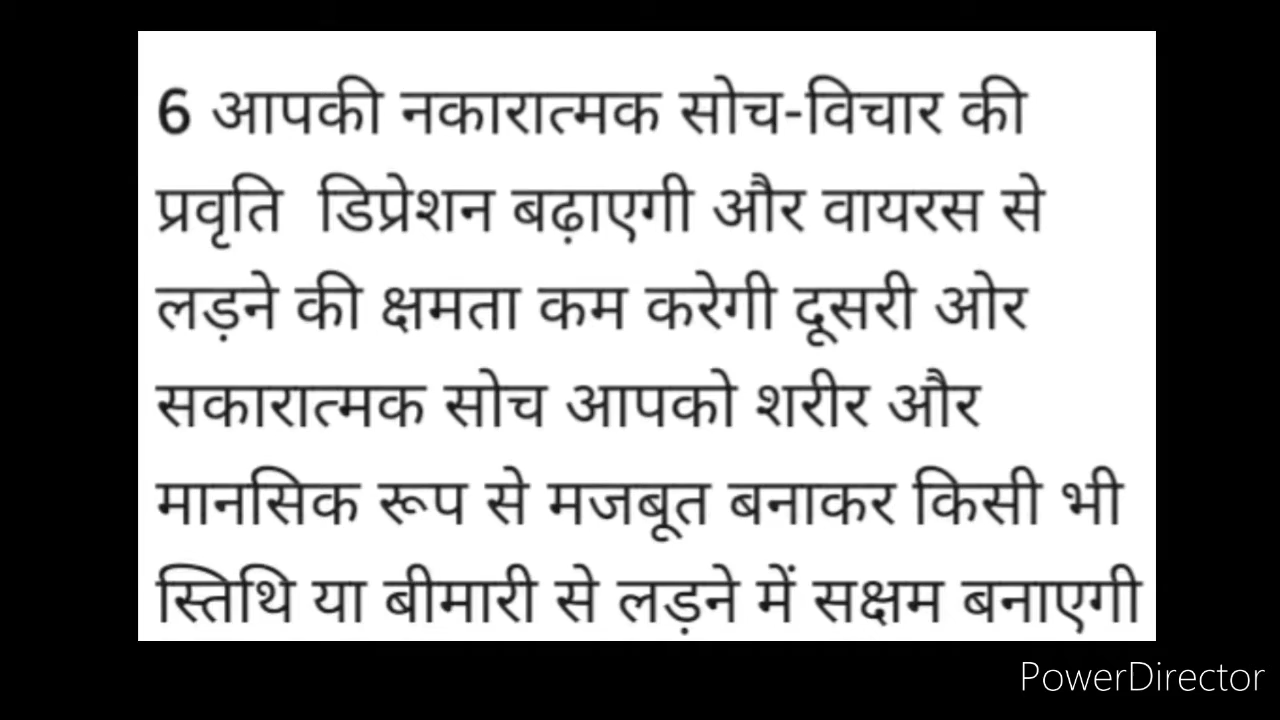 6 आपकी नकारात्मक सोच-विचार की
प्रवृति डिप्रेशन बढ़ाएगी और वायरस से
लड़ने की क्षमता कम करेगी दूसरी ओर
सकारात्मक सोच आपको शरीर और
मानसिक रूप से मजबूत बनाकर किसी भी
स्तिथि या बीमारी से लड़ने में सक्षम बनाएगी
PowerDirector